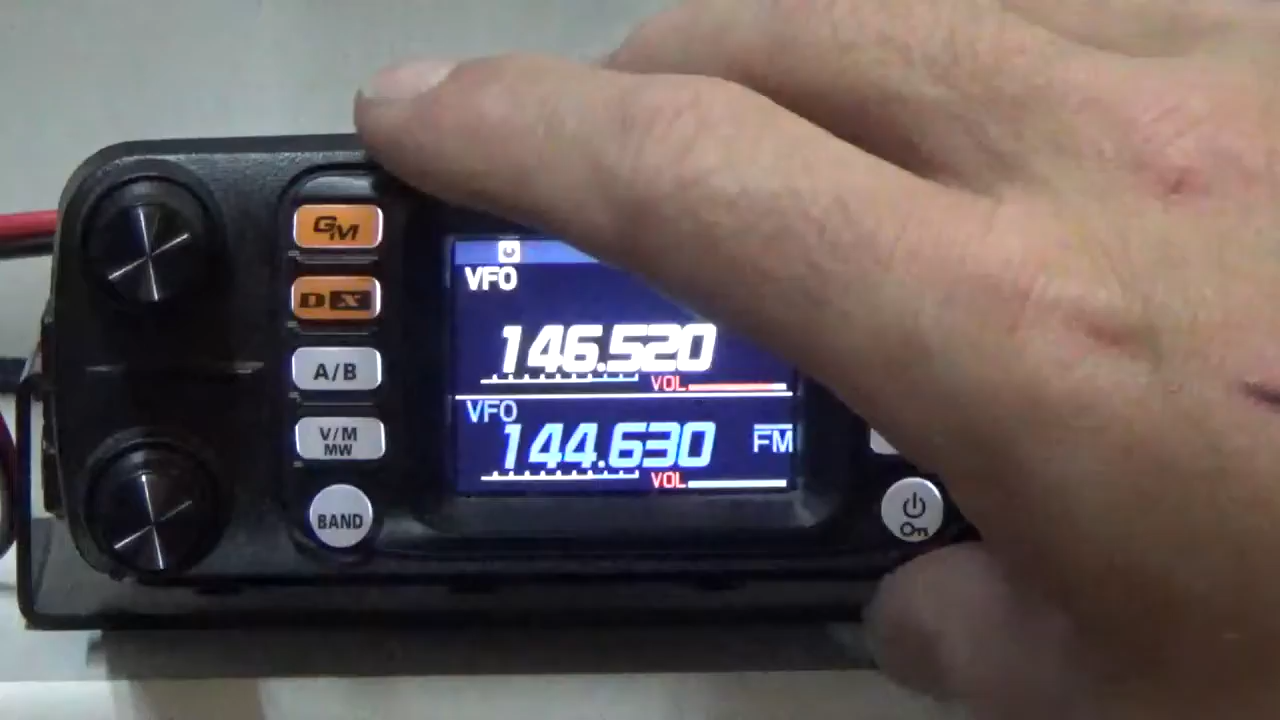 GM
DX
A/B
V/M
MW
BAND
VFO
146.520
VOL
VFO
144.630
FM
VOL